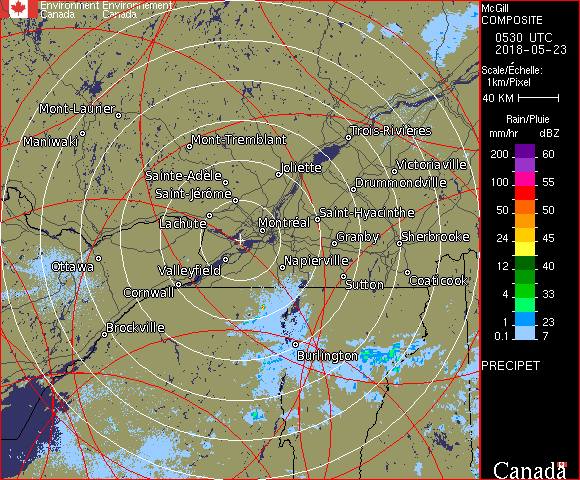 Environment Environnement
Canada Canada
McGill
COMPOSITE
0530 UTC
2018-05-23
Scale/Échelle:
1km/Pixel
40 KM
Rain/Pluie
mm/hr dBZ
200 60
150 57
100 55
50 50
24 45
12 40
4 33
1 23
0.1 7
PRECIPET
Canada
Mont-Laurier
Maniwaki
Mont-Tremblant
Trois-Rivières
Sainte-Adèle
Joliette
Victoriaville
Saint-Jérôme
Drummondville
Lachute
Montréal
Saint-Hyacinthe
Granby
Sherbrooke
Ottawa
Valleyfield
Napierville
Cornwall
Sutton
Coaticook
Brockville
Burlington